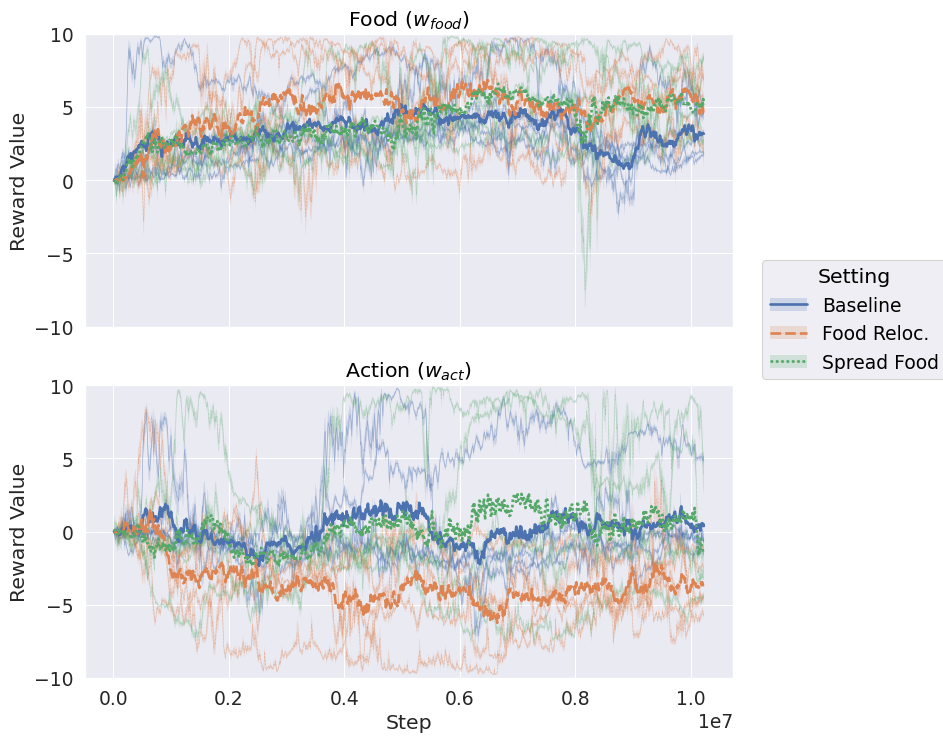 Food (w_food)
10
5
0
−5
−10
Reward Value
Setting
Baseline
Food Reloc.
Spread Food
Action (w_act)
10
5
0
−5
−10
Reward Value
0.0 0.2 0.4 0.6 0.8 1.0
1e7
Step